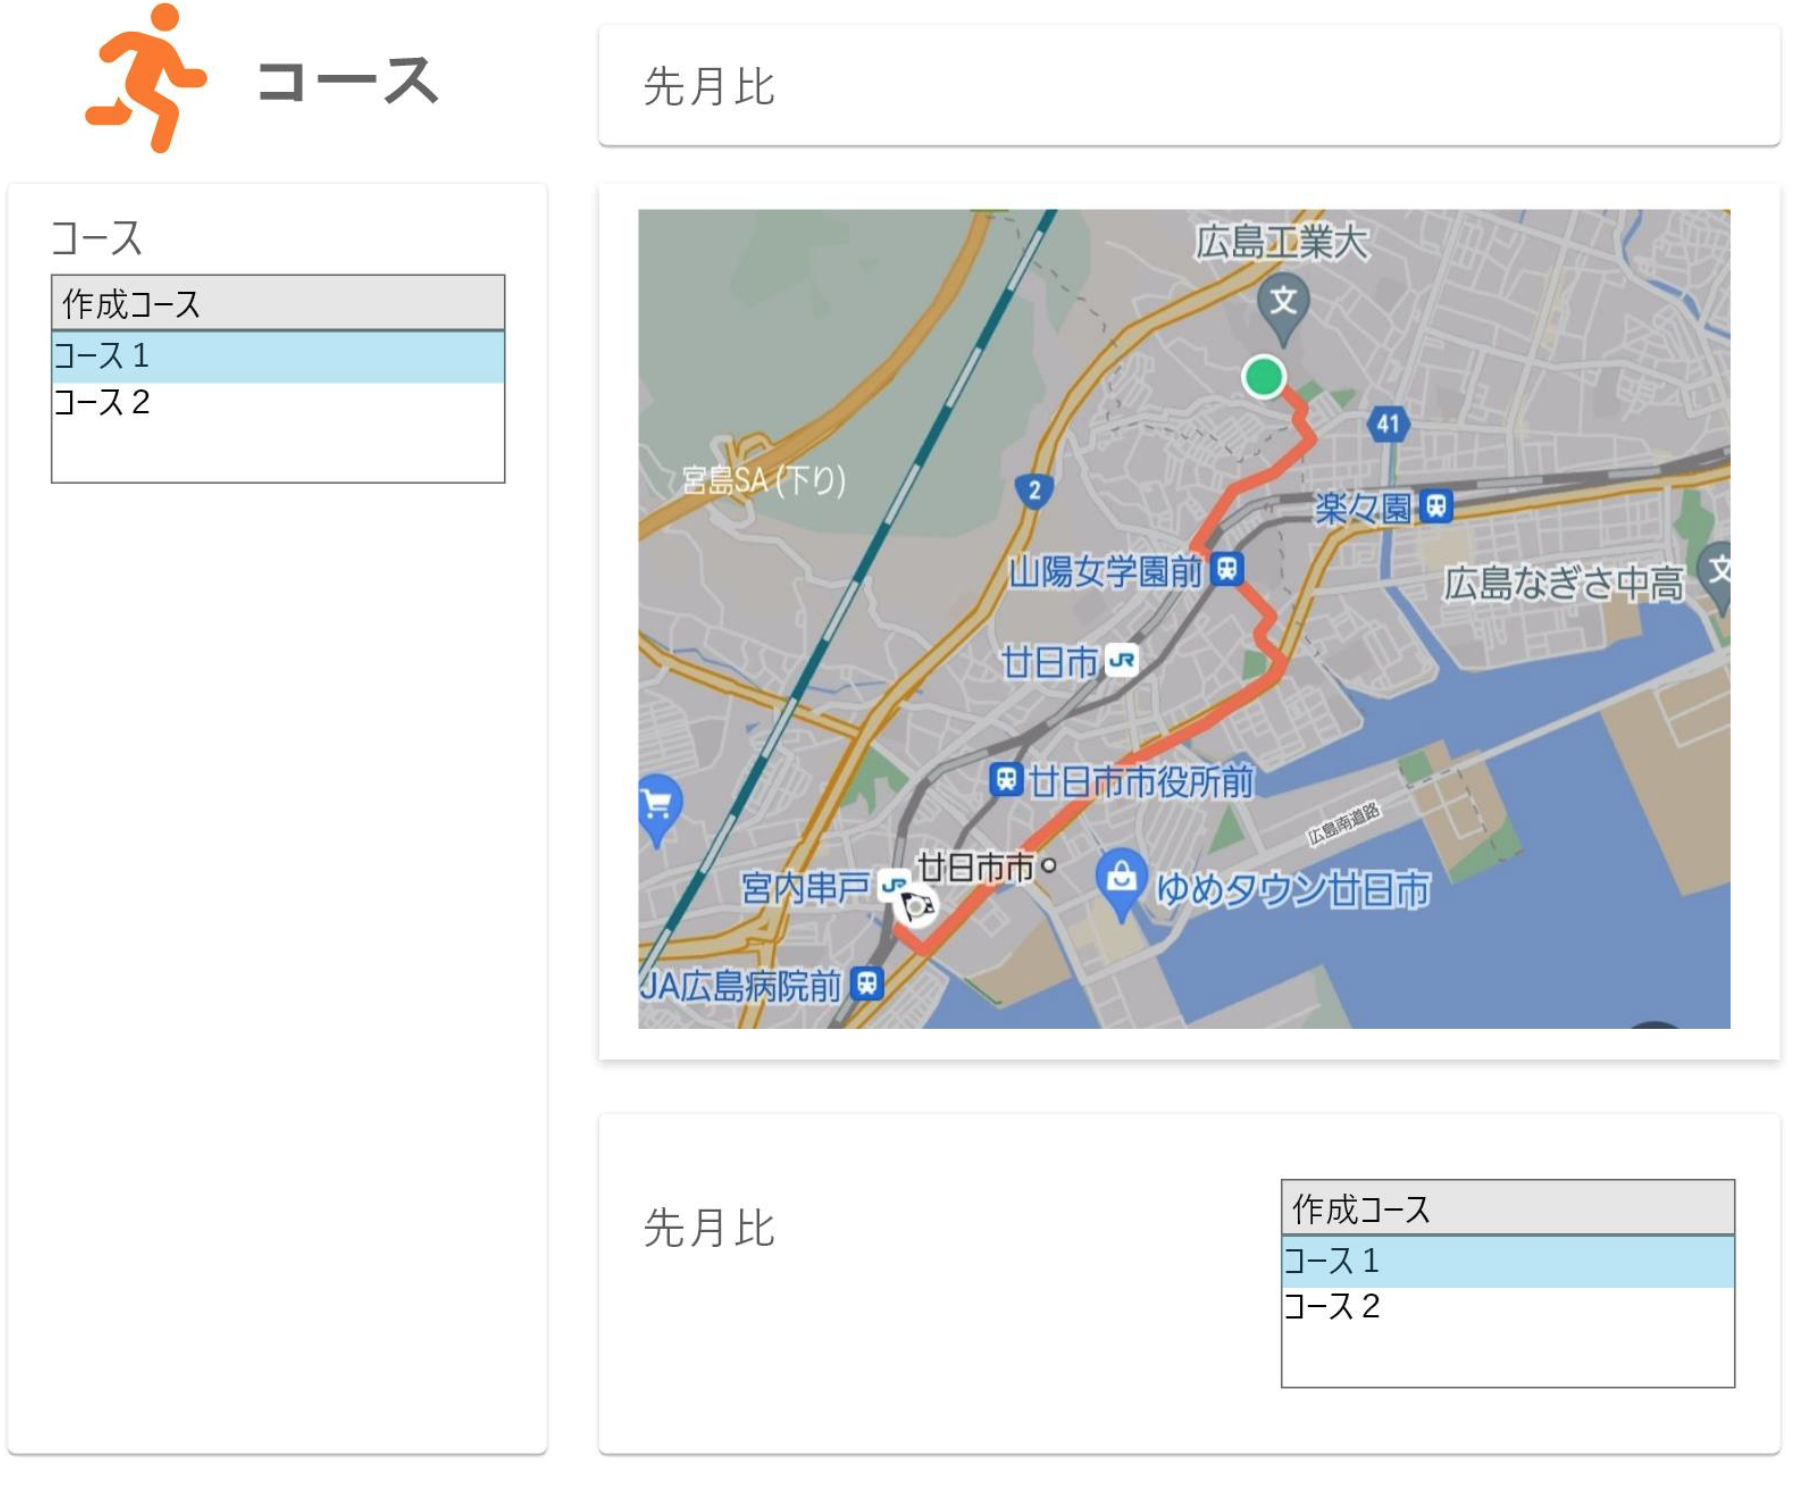 コース
先月比
コース
作成コース
コース 1
コース 2
広島工業大
文
41
宮島SA(下り)
2
楽々園
山陽女学園前
広島なぎさ中高
文
廿日市
JR
廿日市市役所前
広島南道路
廿日市市
宮内串戸
JR
ゆめタウン廿日市
JA広島病院前
先月比
作成コース
コース 1
コース 2